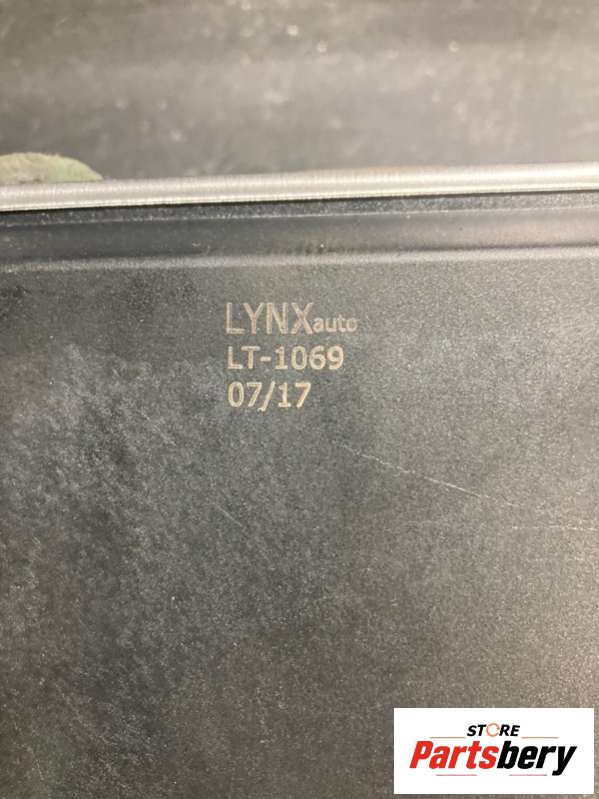 LYNXauto
LT-1069
07/17
STORE
Partsbery